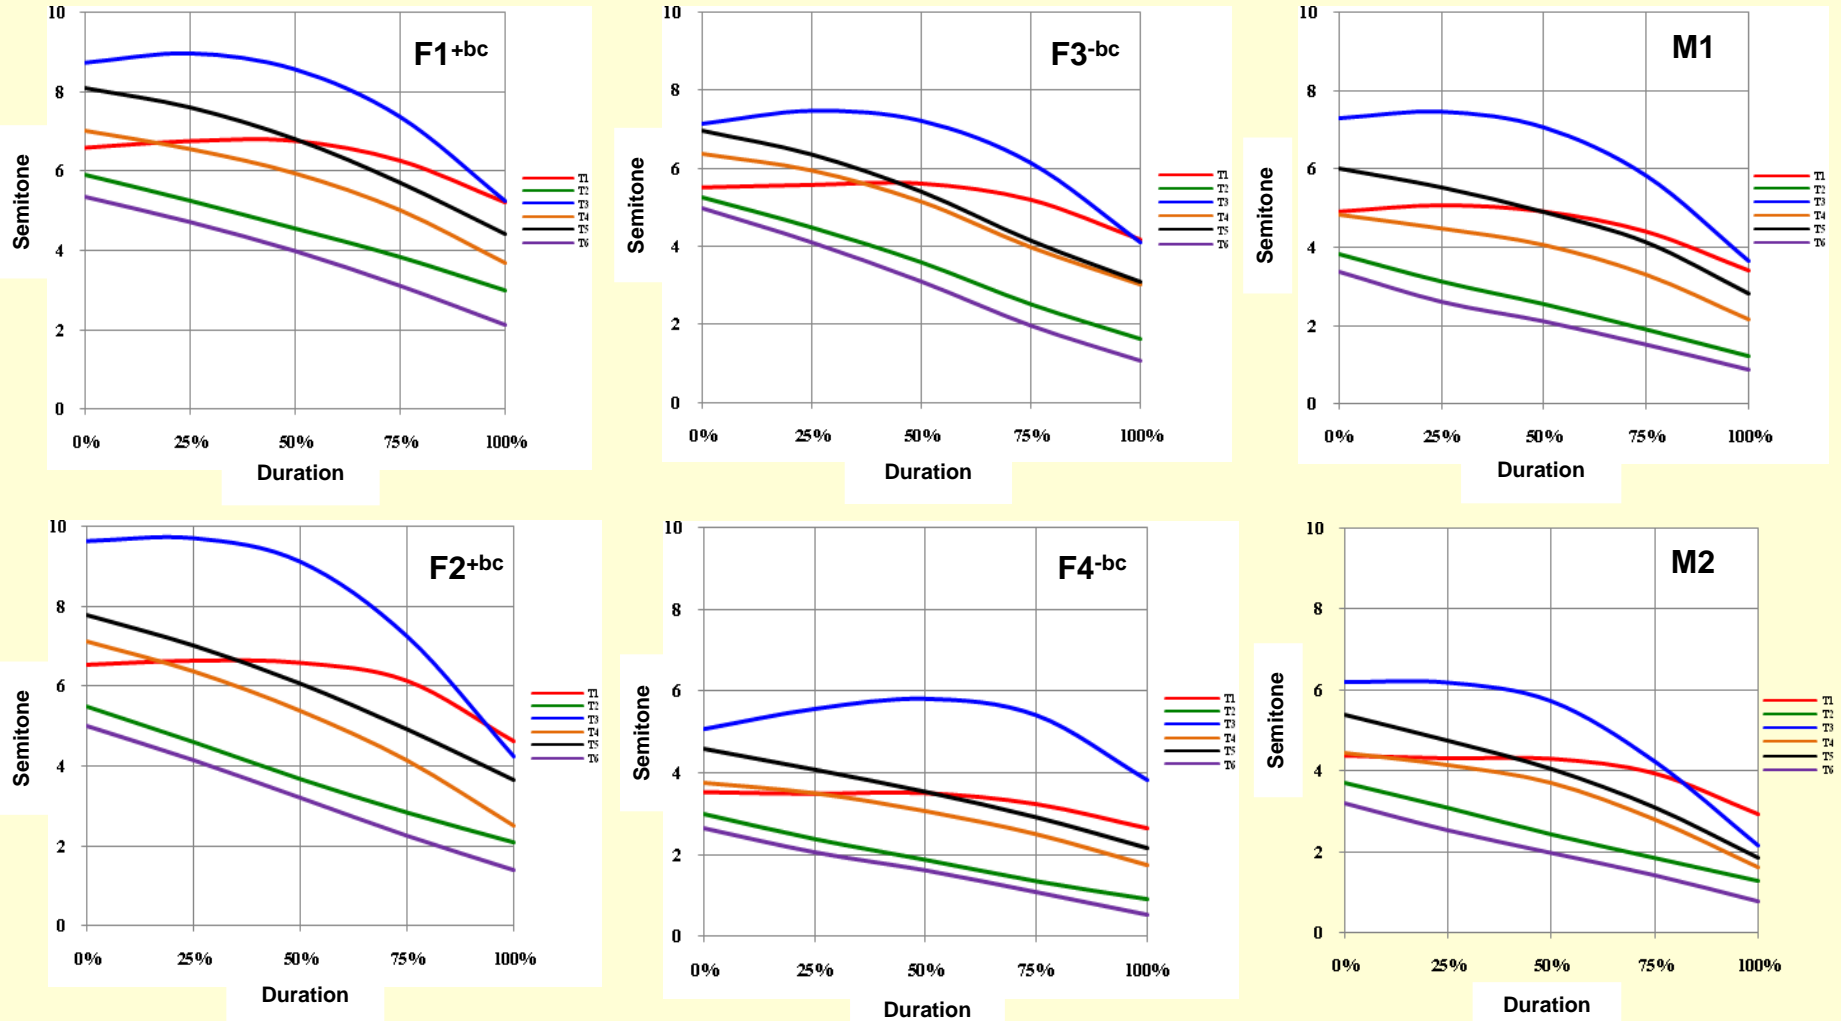 F1+bc
10
8
6
4
2
0
Semitone
0% 25% 50% 75% 100%
Duration
T1
T2
T3
T4
T5
T6
F3-bc
10
8
6
4
2
0
Semitone
0% 25% 50% 75% 100%
Duration
T1
T2
T3
T4
T5
T6
M1
10
8
6
4
2
0
Semitone
0% 25% 50% 75% 100%
Duration
T1
T2
T3
T4
T5
T6
F2+bc
10
8
6
4
2
0
Semitone
0% 25% 50% 75% 100%
Duration
T1
T2
T3
T4
T5
T6
F4-bc
10
8
6
4
2
0
Semitone
0% 25% 50% 75% 100%
Duration
T1
T2
T3
T4
T5
T6
M2
10
8
6
4
2
0
Semitone
0% 25% 50% 75% 100%
Duration
T1
T2
T3
T4
T5
T6